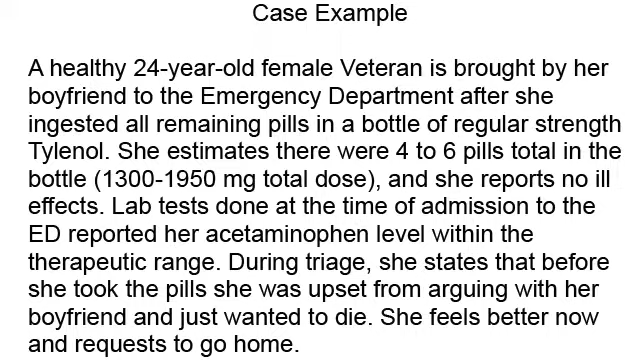 Case Example
A healthy 24-year-old female Veteran is brought by her
boyfriend to the Emergency Department after she
ingested all remaining pills in a bottle of regular strength
Tylenol. She estimates there were 4 to 6 pills total in the
bottle (1300-1950 mg total dose), and she reports no ill
effects. Lab tests done at the time of admission to the
ED reported her acetaminophen level within the
therapeutic range. During triage, she states that before
she took the pills she was upset from arguing with her
boyfriend and just wanted to die. She feels better now
and requests to go home.